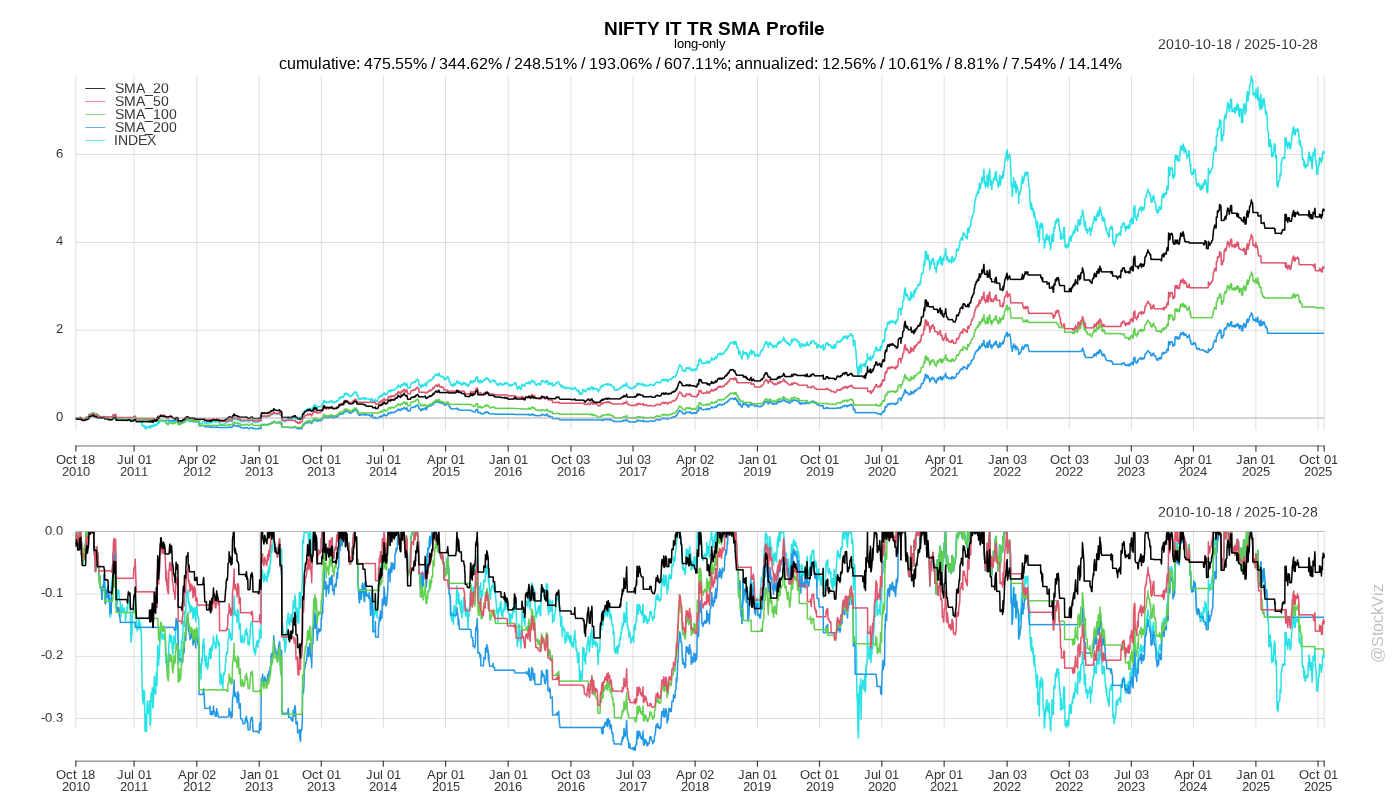 NIFTY IT TR SMA Profile
long-only
2010-10-18 / 2025-10-28
cumulative: 475.55% / 344.62% / 248.51% / 193.06% / 607.11%; annualized: 12.56% / 10.61% / 8.81% / 7.54% / 14.14%
SMA_20
SMA_50
SMA_100
SMA_200
INDEX
6
4
2
0
Oct 18 Jul 01 Apr 02 Jan 01 Oct 01 Jul 01 Apr 01 Jan 01 Oct 03 Jul 03 Apr 02 Jan 01 Oct 01 Jul 01 Apr 01 Jan 03 Oct 03 Jul 03 Apr 01 Jan 01 Oct 01
2010 2011 2012 2013 2013 2014 2015 2016 2016 2017 2018 2019 2019 2020 2021 2022 2022 2023 2024 2025 2025
2010-10-18 / 2025-10-28
0.0
-0.1
-0.2
-0.3
Oct 18 Jul 01 Apr 02 Jan 01 Oct 01 Jul 01 Apr 01 Jan 01 Oct 03 Jul 03 Apr 02 Jan 01 Oct 01 Jul 01 Apr 01 Jan 03 Oct 03 Jul 03 Apr 01 Jan 01 Oct 01
2010 2011 2012 2013 2013 2014 2015 2016 2016 2017 2018 2019 2019 2020 2021 2022 2022 2023 2024 2025 2025
@StockViz